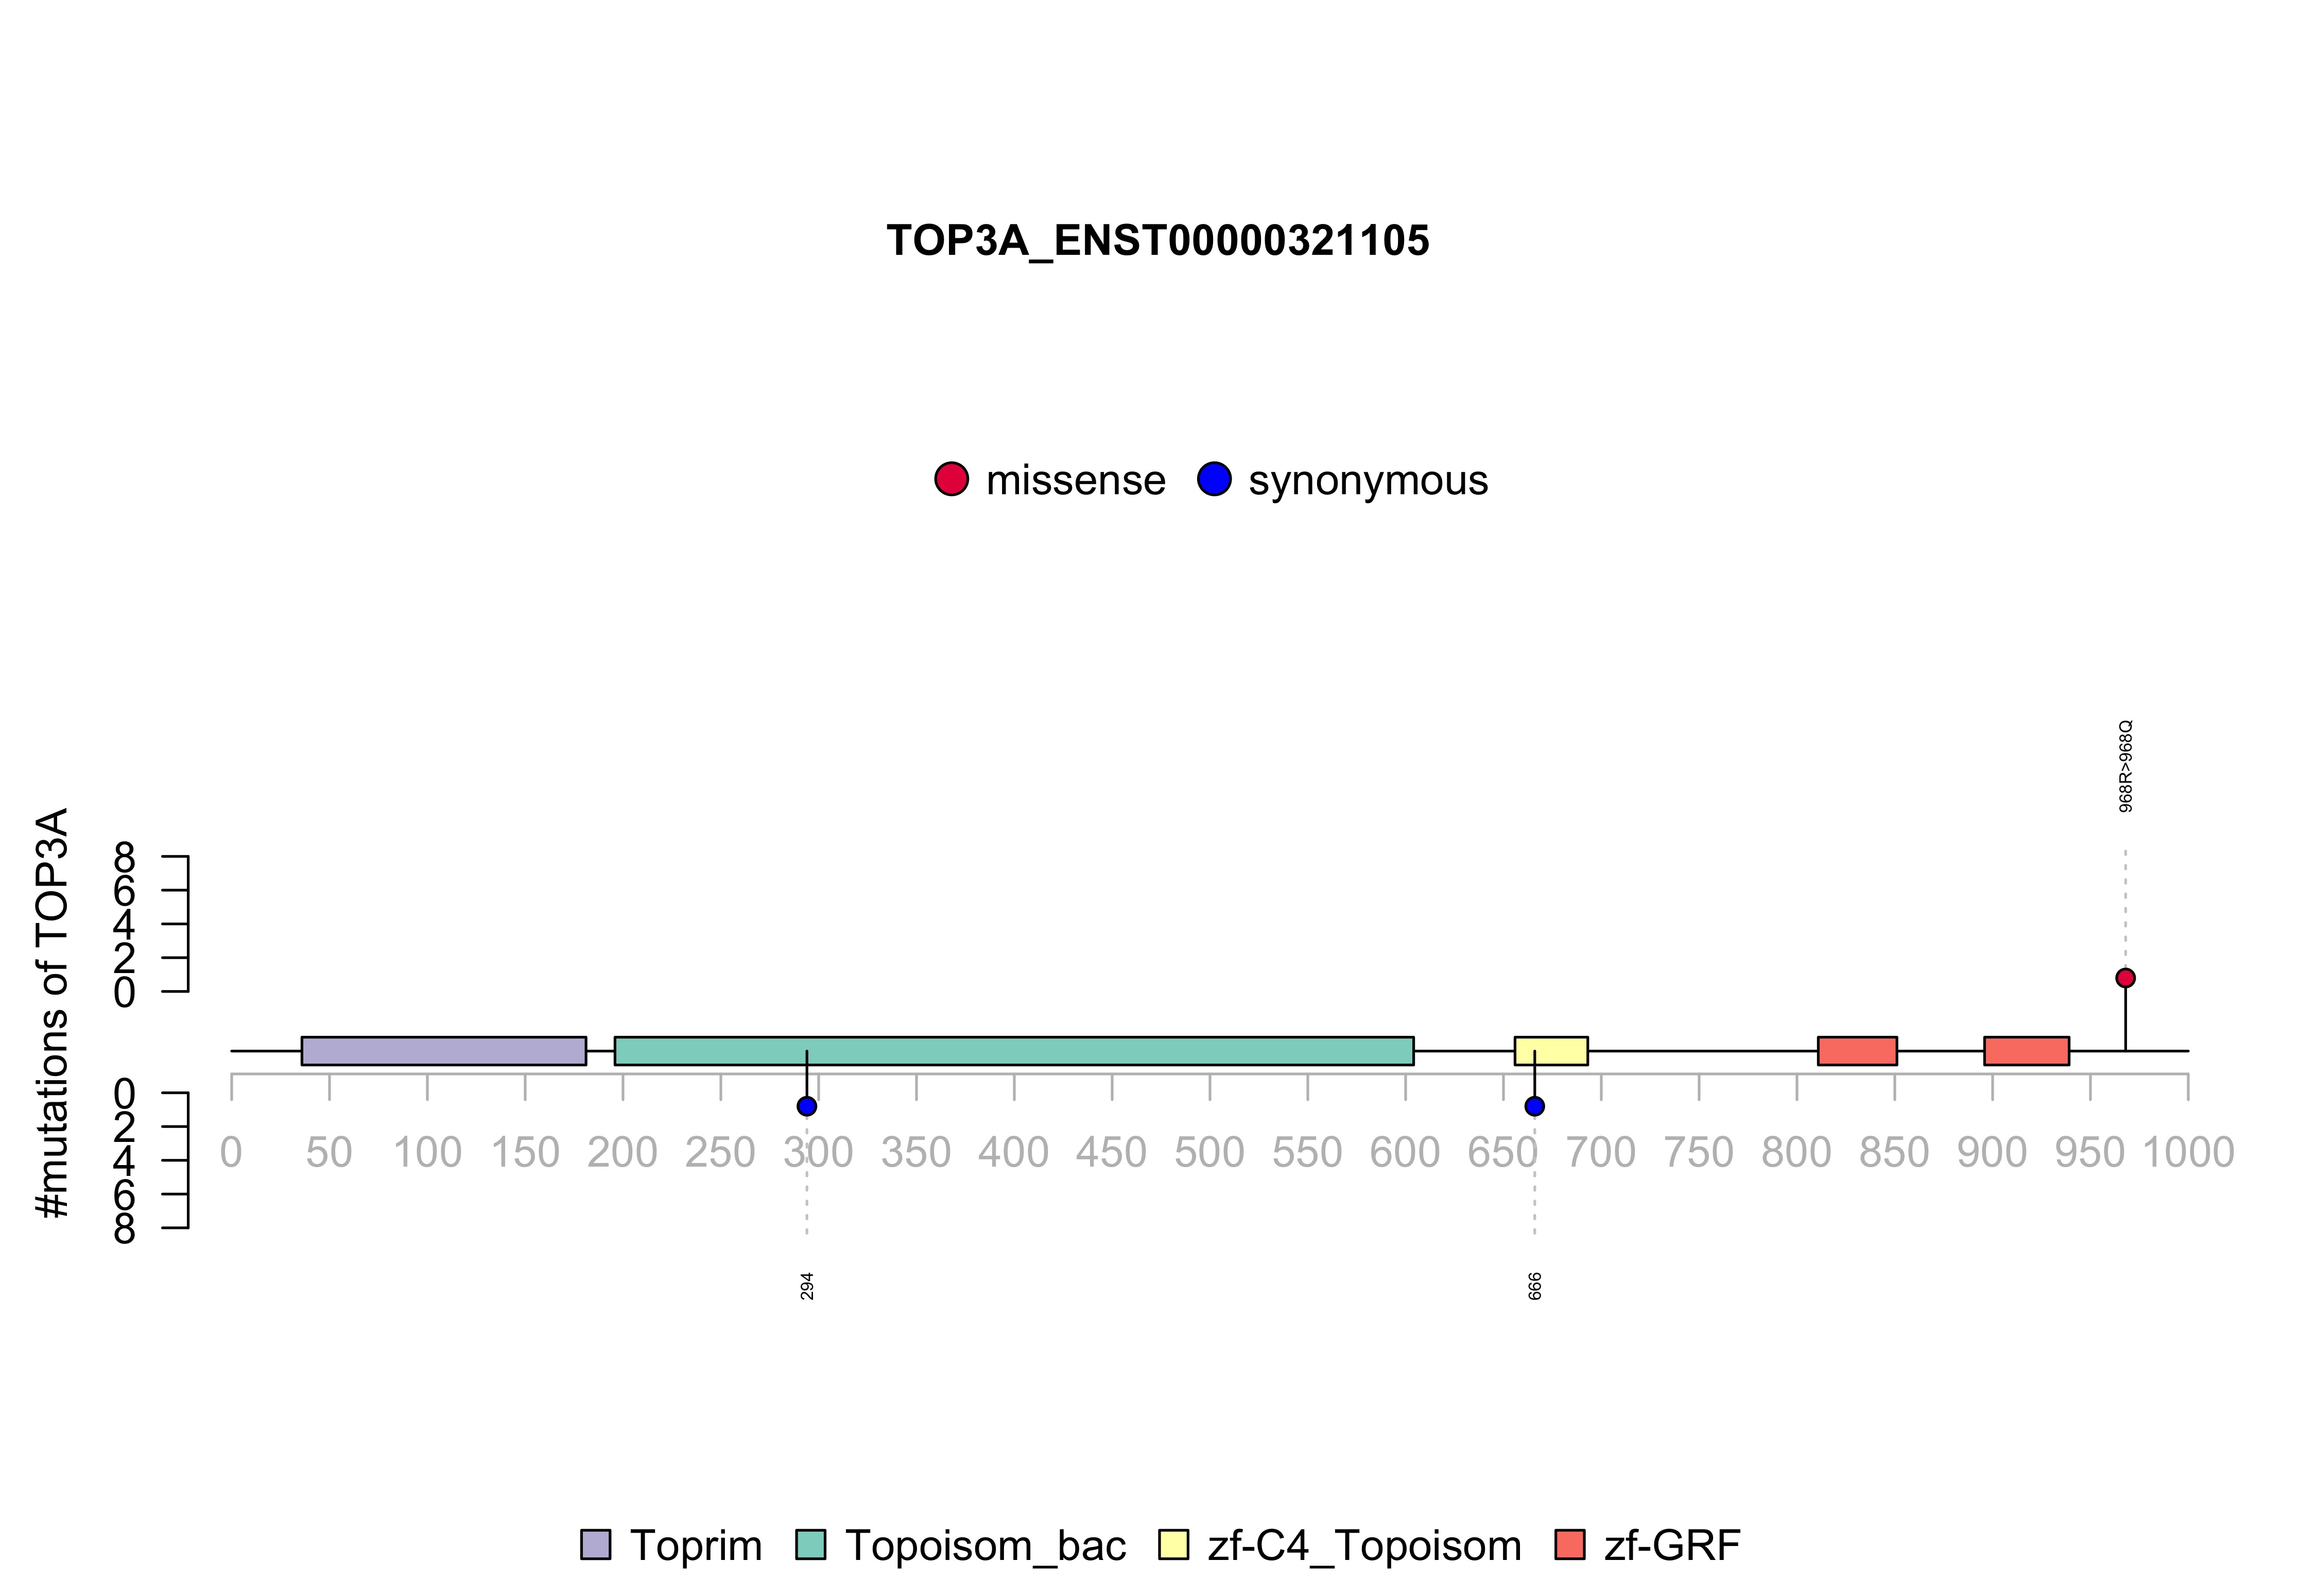 TOP3A_ENST00000321105
missense synonymous
968R>968Q
#mutations of TOP3A
8
6
4
2
0
0
2
4
6
8
0 50 100 150 200 250 300 350 400 450 500 550 600 650 700 750 800 850 900 950 1000
294 666
Toprim Topoisom_bac zf-C4_Topoisom zf-GRF